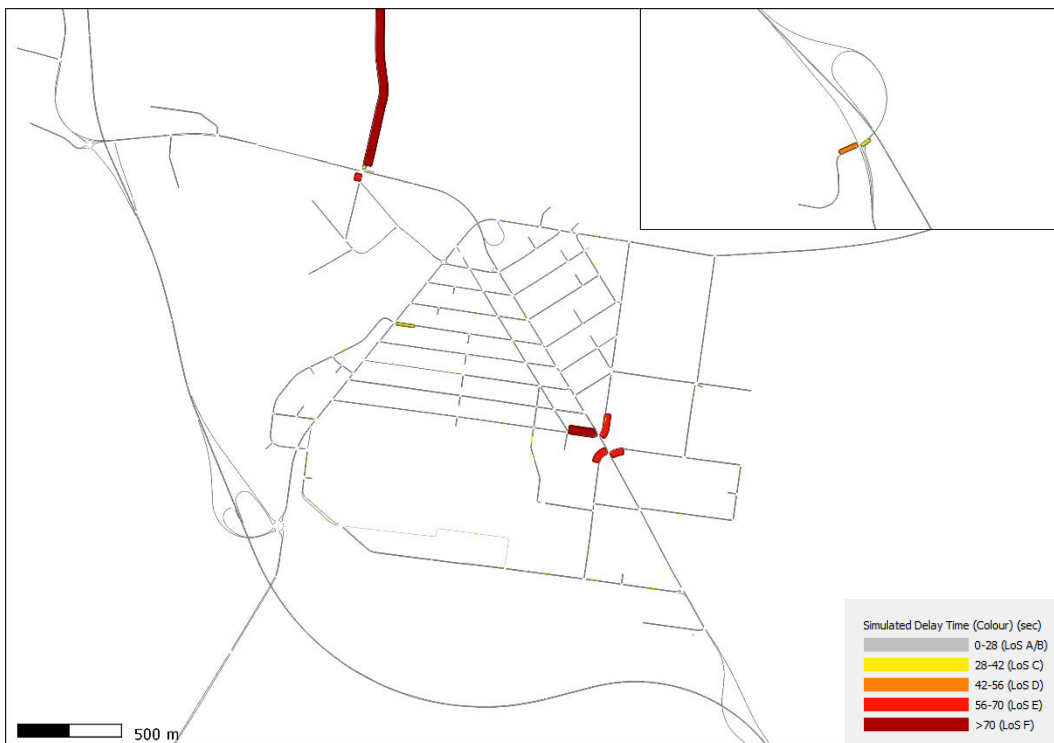 Simulated Delay Time (Colour) (sec)
0-28 (LoS A/B)
28-42 (LoS C)
42-56 (LoS D)
56-70 (LoS E)
>70 (LoS F)
500 m